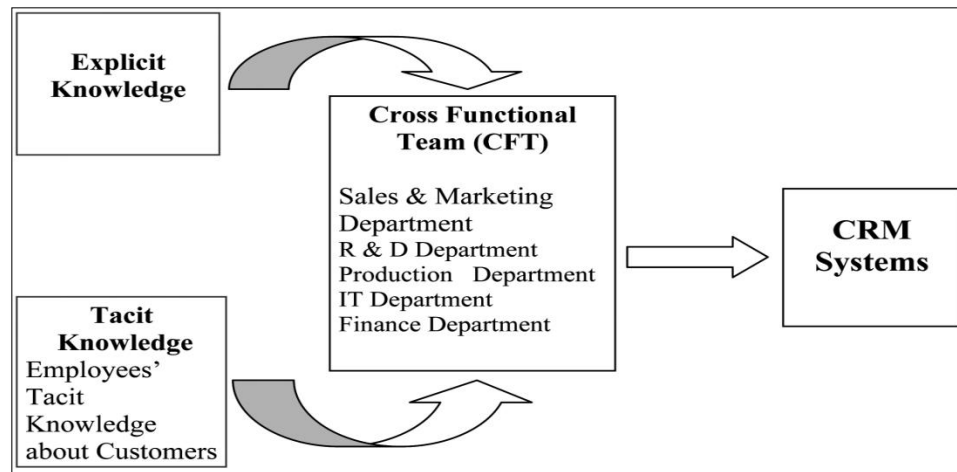 Explicit
Knowledge
Cross Functional
Team (CFT)
Sales & Marketing
Department
R & D Department
Production Department
IT Department
Finance Department
CRM
Systems
Tacit
Knowledge
Employees’
Tacit
Knowledge
about Customers